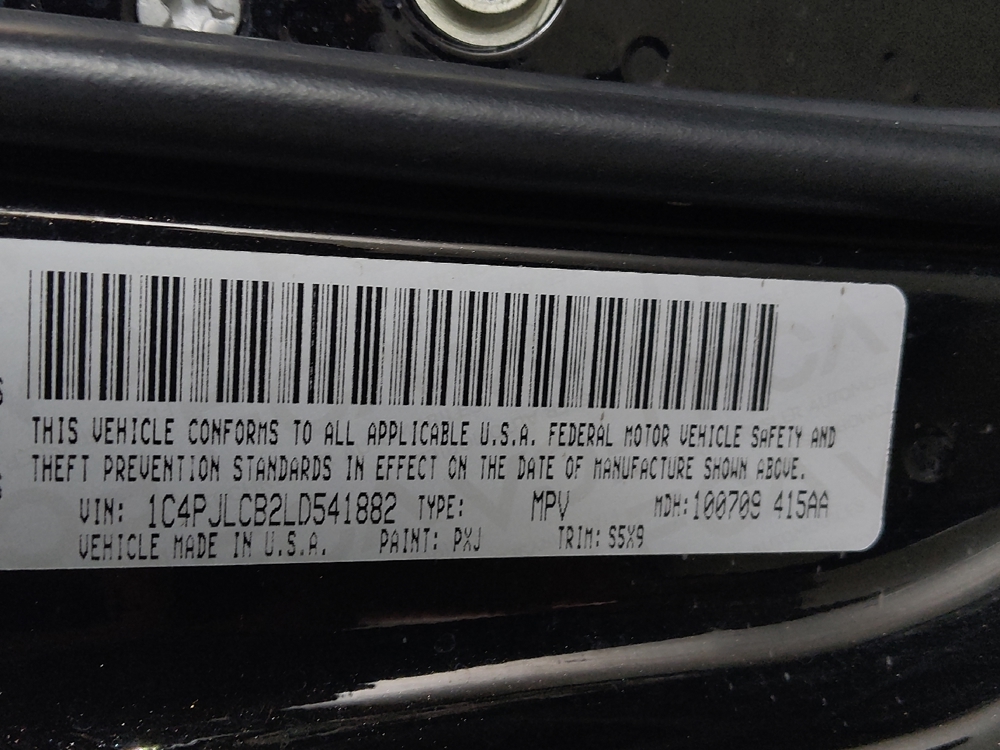 THIS VEHICLE CONFORMS TO ALL APPLICABLE U.S.A. FEDERAL MOTOR VEHICLE SAFETY AND
THEFT PREVENTION STANDARDS IN EFFECT ON THE DATE OF MANUFACTURE SHOWN ABOVE.
VIN: 1C4PJLCB2LD541882 TYPE: MPV MDH:100709 415AA
VEHICLE MADE IN U.S.A. PAINT: PXJ TRIM: S5X9